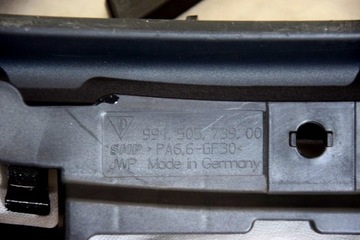 991.505.739.00
SMP >PA6.6-GF30<
JWP Made in Germany